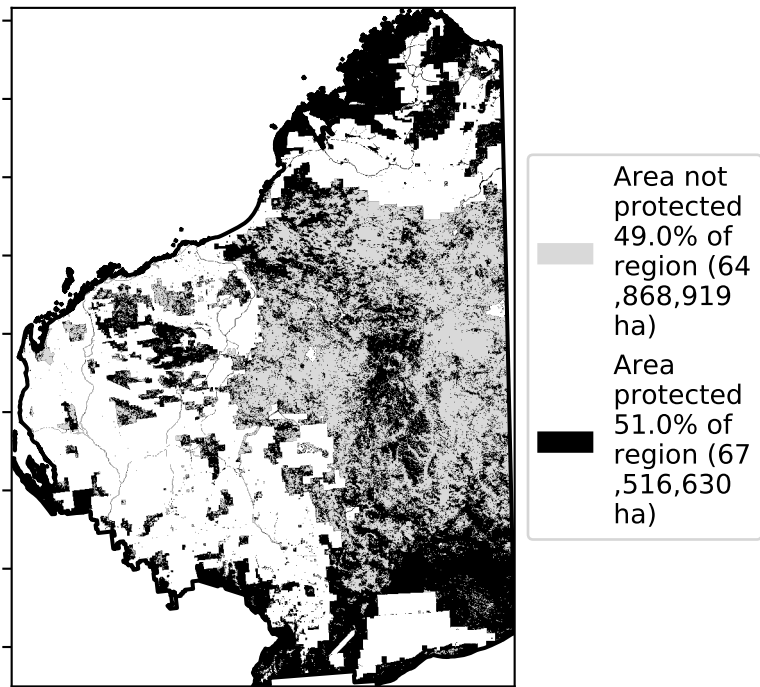 Area not
protected
49.0% of
region (64
,868,919
ha)
Area
protected
51.0% of
region (67
,516,630
ha)